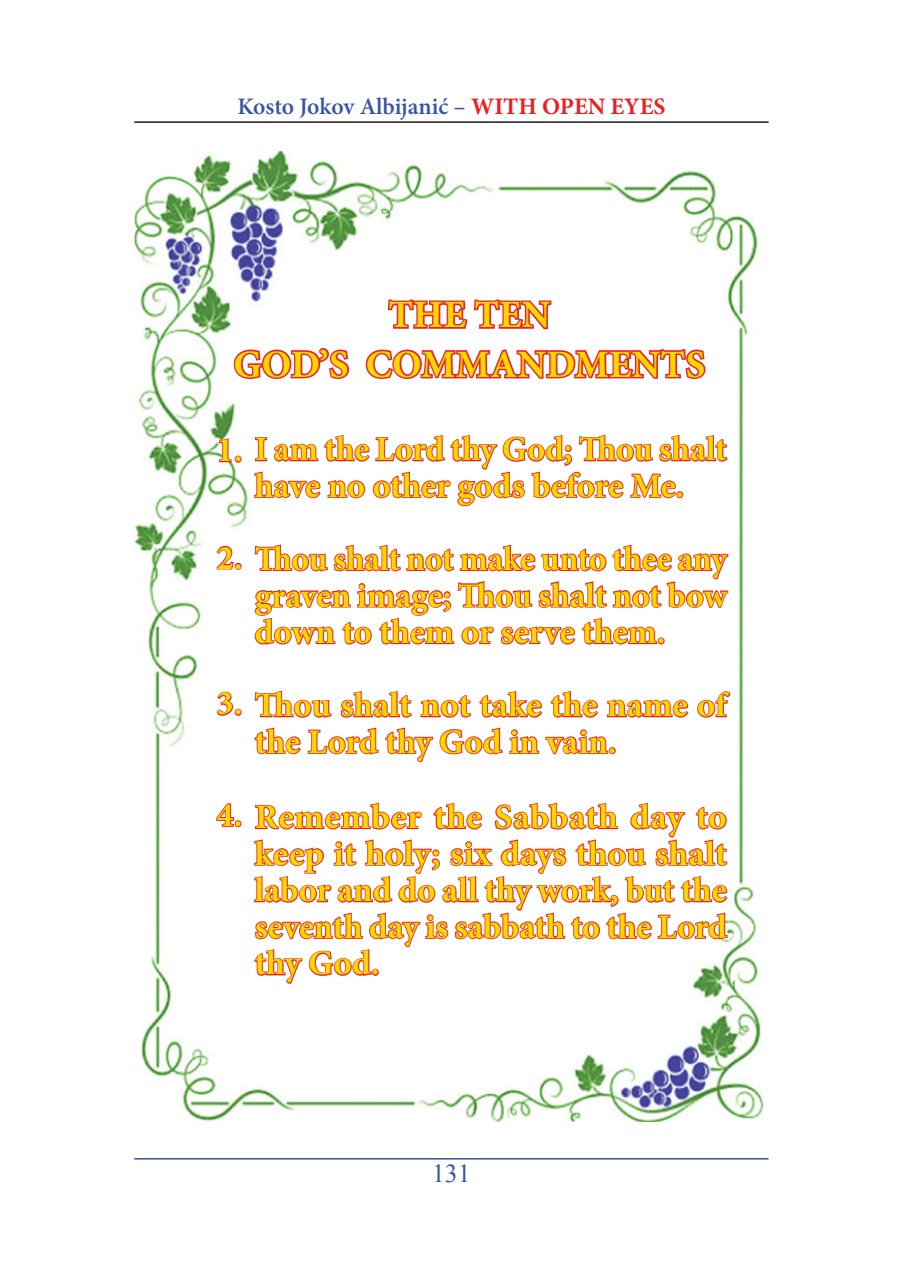 Kosto Jokov Albijanić – WITH OPEN EYES
THE TEN
GOD’S COMMANDMENTS
1. I am the Lord thy God; Thou shalt
have no other gods before Me.
2. Thou shalt not make unto thee any
graven image; Thou shalt not bow
down to them or serve them.
3. Thou shalt not take the name of
the Lord thy God in vain.
4. Remember the Sabbath day to
keep it holy; six days thou shalt
labor and do all thy work, but the
seventh day is sabbath to the Lord
thy God.
131